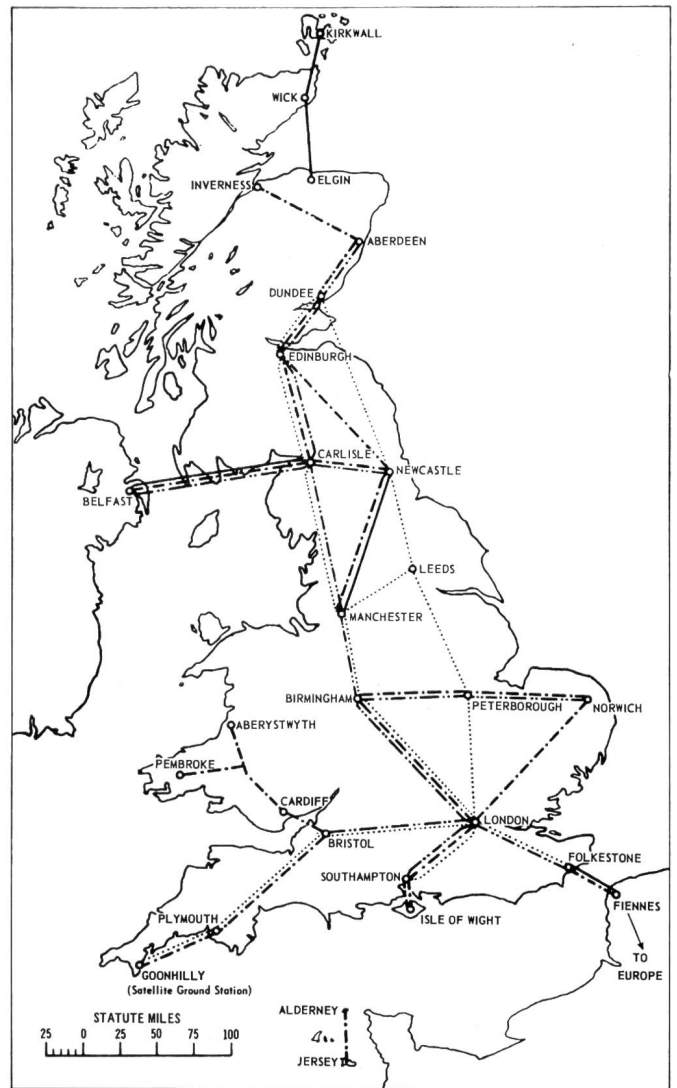 KIRKWALL
WICK
ELGIN
INVERNESS
ABERDEEN
DUNDEE
EDINBURGH
CARLISLE
NEWCASTLE
BELFAST
LEEDS
MANCHESTER
BIRMINGHAM
PETERBOROUGH
NORWICH
ABERYSTWYTH
PEMBROKE
CARDIFF
LONDON
BRISTOL
FOLKESTONE
SOUTHAMPTON
FIENNES
ISLE OF WIGHT
PLYMOUTH
TO
EUROPE
GOONHILLY
(Satellite Ground Station)
STATUTE MILES
25 0 25 50 75 100
ALDERNEY
JERSEY